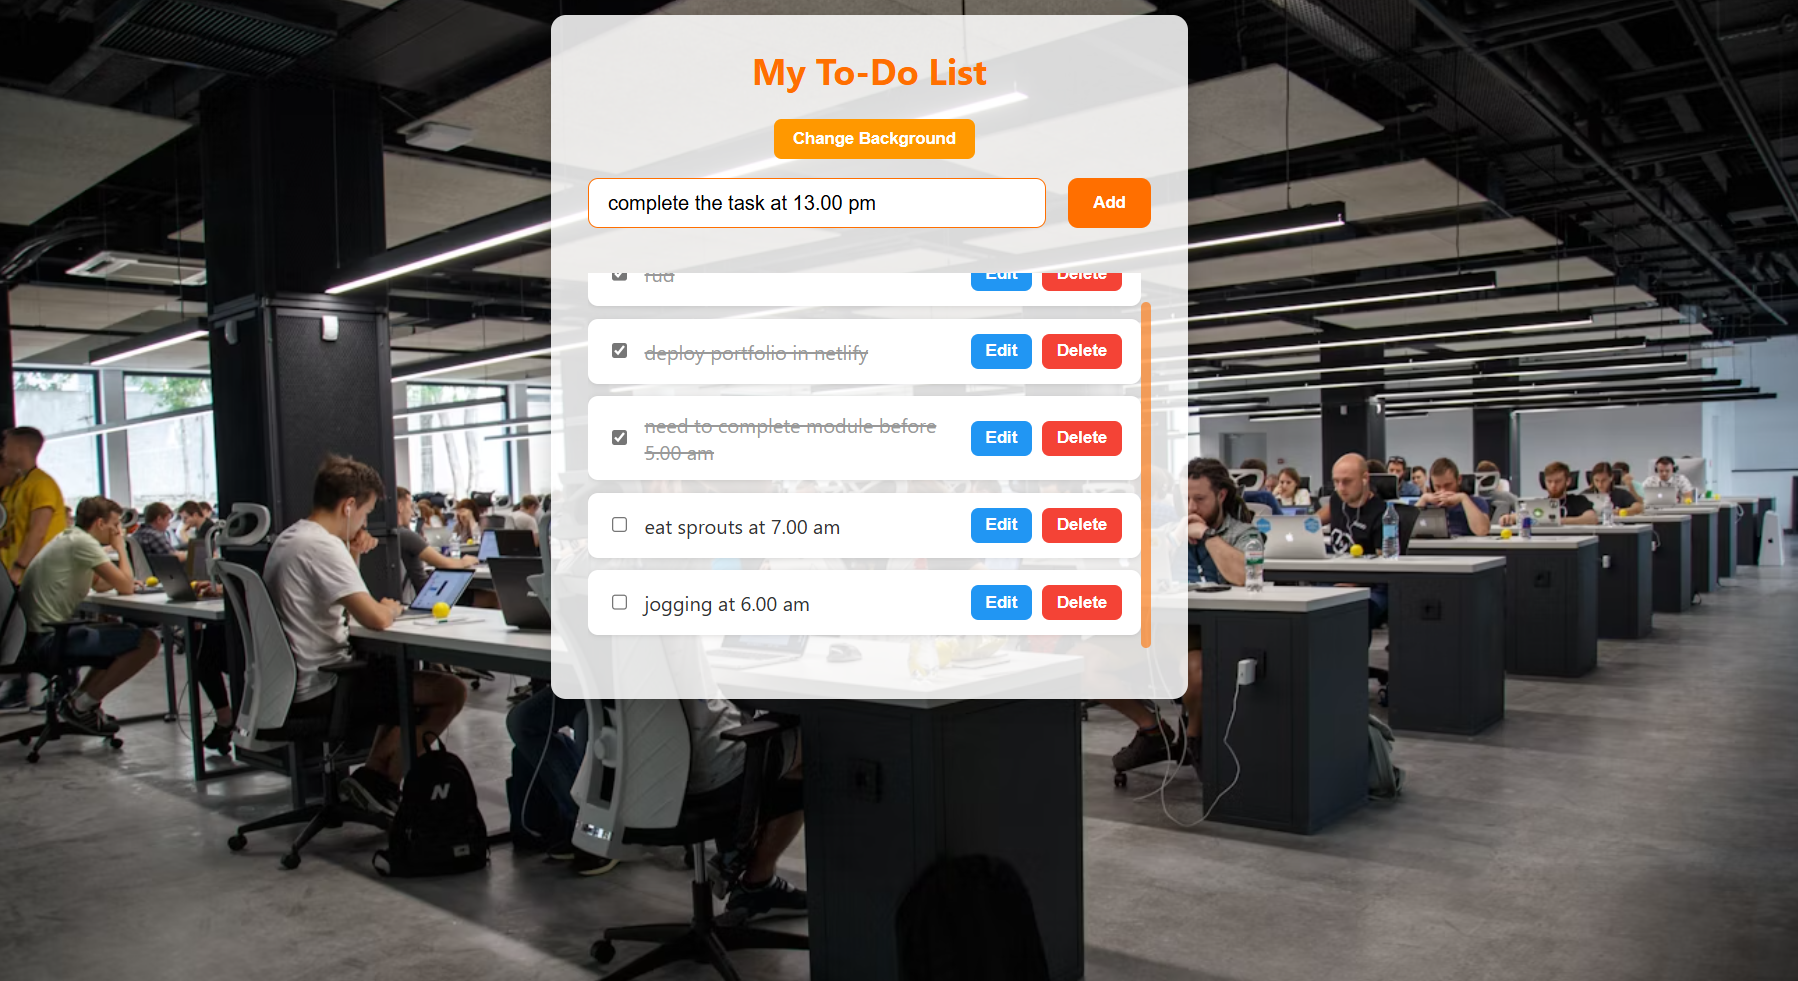 My To-Do List
Change Background
complete the task at 13.00 pm
Add
Edit Delete
deploy portfolio in netlify
Edit Delete
need to complete module before
5.00 am
Edit Delete
eat sprouts at 7.00 am
Edit Delete
jogging at 6.00 am
Edit Delete
N